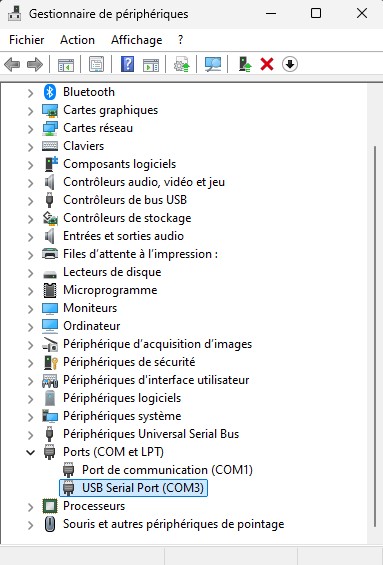 Gestionnaire de périphériques
Fichier Action Affichage ?
Bluetooth
Cartes graphiques
Cartes réseau
Claviers
Composants logiciels
Contrôleurs audio, vidéo et jeu
Contrôleurs de bus USB
Contrôleurs de stockage
Entrées et sorties audio
Files d'attente à l'impression :
Lecteurs de disque
Microprogramme
Moniteurs
Ordinateur
Périphérique d'acquisition d'images
Périphériques de sécurité
Périphériques d'interface utilisateur
Périphériques logiciels
Périphériques système
Périphériques Universal Serial Bus
Ports (COM et LPT)
Port de communication (COM1)
USB Serial Port (COM3)
Processeurs
Souris et autres périphériques de pointage